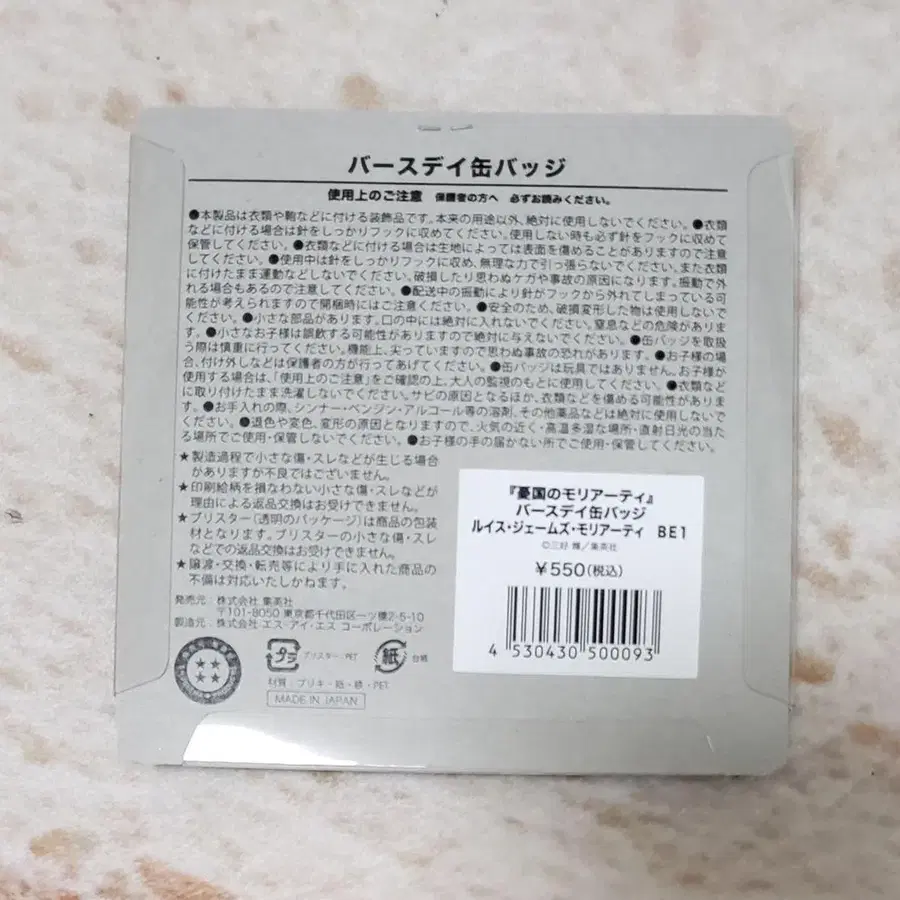 バースデイ缶バッジ
使用上のご注意 保護者の方へ 必ずお読みください。
●本製品は衣類や鞄などに付ける装飾品です。本来の用途以外、絶対に使用しないでください。●衣類
などに付ける場合は針をしっかりフックに収めてください。使用しない時も必ず針をフックに収めて
保管してください。●衣類などに付ける場合は生地によっては表面を傷めることがありますので注意
してください。●使用中は針をしっかりフックに収め、無理な力で引っ張らないでください。また衣類
に付けたまま運動などしないでください。破損したり思わぬケガや事故の原因になります。振動で外
れる場合もあるので注意してください。●配送中の振動により針がフックから外れてしまっている可
能性が考えられますので開梱時にはご注意ください。●安全のため、破損変形した物は使用しないで
ください。●小さな部品があります。口の中には絶対に入れないでください。窒息などの危険がありま
す。●小さなお子様は誤飲する可能性がありますので絶対に与えないでください。●缶バッジを取扱
う際は慎重に行ってください。機能上、尖っていますので思わぬ事故の恐れがあります。●お子様の場
合、付け外しなどは保護者の方が行ってあげてください。●缶バッジは玩具ではありません。お子様が
使用する場合は、「使用上のご注意」をご確認の上、大人の監視のもとに使用してください。●衣類など
に取り付けたまま洗濯しないでください。サビの原因となるほか、衣類などを傷める可能性がありま
す。●お手入れの際、シンナー・ベンジン・アルコール等の溶剤、その他薬品などは絶対に使用しないで
ください。●退色や変色、変形の原因となりますので、火気の近く・高温多湿な場所・直射日光の当た
る場所でご使用・保管しないでください。●お子様の手の届かない所でご使用・保管してください。
★製造過程で小さな傷・スレなどが生じる場合
がありますが不良ではございません。
★印刷絵柄を損なわない小さな傷・スレなどが
理由による返品交換はお受けできません。
★ブリスター(透明のパッケージ)は商品の包装
材となります。ブリスターの小さな傷・スレ
などでの返品交換はお受けできません。
★譲渡・交換・転売等により手に入れた商品の
不備は対応いたしかねます。
発売元：株式会社 集英社
〒101-8050 東京都千代田区一ツ橋2-5-10
製造元：株式会社 エス・アイ・エス コーポレーション
プラ
ブリスター：PET
紙
台紙
材質：ブリキ・紙・鉄・PET
MADE IN JAPAN
『憂国のモリアーティ』
バースデイ缶バッジ
ルイス・ジェームズ・モリアーティ BE1
©三好 輝／集英社
￥550(税込)
4 530430 500093